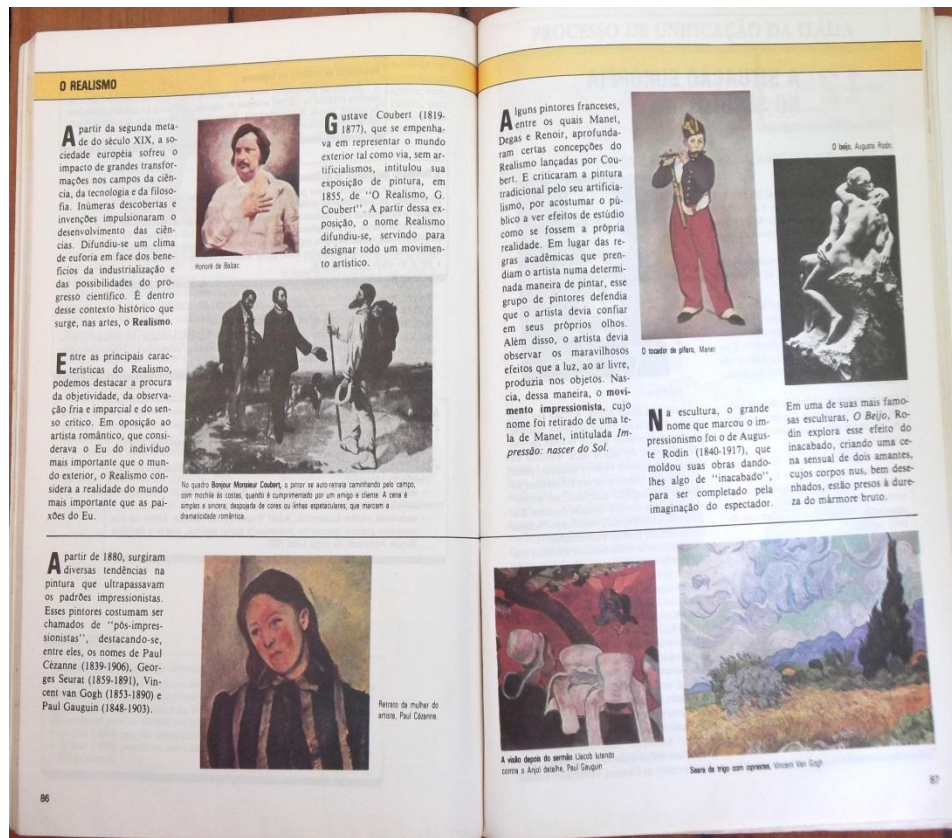 O REALISMO
A partir da segunda meta-
de do século XIX, a so-
ciedade européia sofreu o
impacto de grandes transfor-
mações nos campos da ciên-
cia, da tecnologia e da filoso-
fia. Inúmeras descobertas e
invenções impulsionaram o
desenvolvimento das ciên-
cias. Difundiu-se um clima
de euforia em face dos bene-
fícios da industrialização e
das possibilidades do pro-
gresso científico. É dentro
desse contexto histórico que
surge, nas artes, o Realismo.
Entre as principais carac-
terísticas do Realismo,
podemos destacar a procura
da objetividade, da observa-
ção fria e imparcial e do sen-
so crítico. Em oposição ao
artista romântico, que consi-
derava o Eu do indivíduo
mais importante que o mun-
do exterior, o Realismo con-
sidera a realidade do mundo
mais importante que as pai-
xões do Eu.
Honoré de Balzac
Gustave Coubert (1819-
1877), que se empenha-
va em representar o mundo
exterior tal como via, sem ar-
tificialismos, intitulou sua
exposição de pintura, em
1855, de "O Realismo, G.
Coubert". A partir dessa ex-
posição, o nome Realismo
difundiu-se, servindo para
designar todo um movimen-
to artístico.
No quadro Bonjour Monsieur Coubert, o pintor se auto-retrata caminhando pelo campo,
com mochila às costas, quando é cumprimentado por um amigo e cliente. A cena é
simples e sincera, despojada de cores ou linhas espetaculares, que marcam a
dramaticidade romântica.
A partir de 1880, surgiram
diversas tendências na
pintura que ultrapassavam
os padrões impressionistas.
Esses pintores costumam ser
chamados de "pós-impres-
sionistas", destacando-se,
entre eles, os nomes de Paul
Cézanne (1839-1906), Geor-
ges Seurat (1859-1891), Vin-
cent van Gogh (1853-1890) e
Paul Gauguin (1848-1903).
Retrato da mulher do
artista, Paul Cézanne.
86
PROCESSO DE UNIFICAÇÃO DA ITÁLIA
Alguns pintores franceses,
entre os quais Manet,
Degas e Renoir, aprofunda-
ram certas concepções do
Realismo lançadas por Cou-
bert. E criticaram a pintura
tradicional pelo seu artificia-
lismo, por acostumar o pú-
blico a ver efeitos de estúdio
como se fossem a própria
realidade. Em lugar das re-
gras acadêmicas que pren-
diam o artista numa determi-
nada maneira de pintar, esse
grupo de pintores defendia
que o artista devia confiar
em seus próprios olhos.
Além disso, o artista devia
observar os maravilhosos
efeitos que a luz, ao ar livre,
produzia nos objetos. Nas-
cia, dessa maneira, o movi-
mento impressionista, cujo
nome foi retirado de uma te-
la de Manet, intitulada Im-
pressão: nascer do Sol.
O tocador de pífaro, Manet
O beijo, Auguste Rodin.
Na escultura, o grande
nome que marcou o im-
pressionismo foi o de Augus-
te Rodin (1840-1917), que
moldou suas obras dando-
lhes algo de "inacabado",
para ser completado pela
imaginação do espectador.
Em uma de suas mais famo-
sas esculturas, O Beijo, Ro-
din explora esse efeito do
inacabado, criando uma ce-
na sensual de dois amantes,
cujos corpos nus, bem dese-
nhados, estão presos à dure-
za do mármore bruto.
A visão depois do sermão (Jacob lutando
contra o Anjo) detalhe, Paul Gauguin
Seara de trigo com ciprestes, Vincent Van Gogh
87